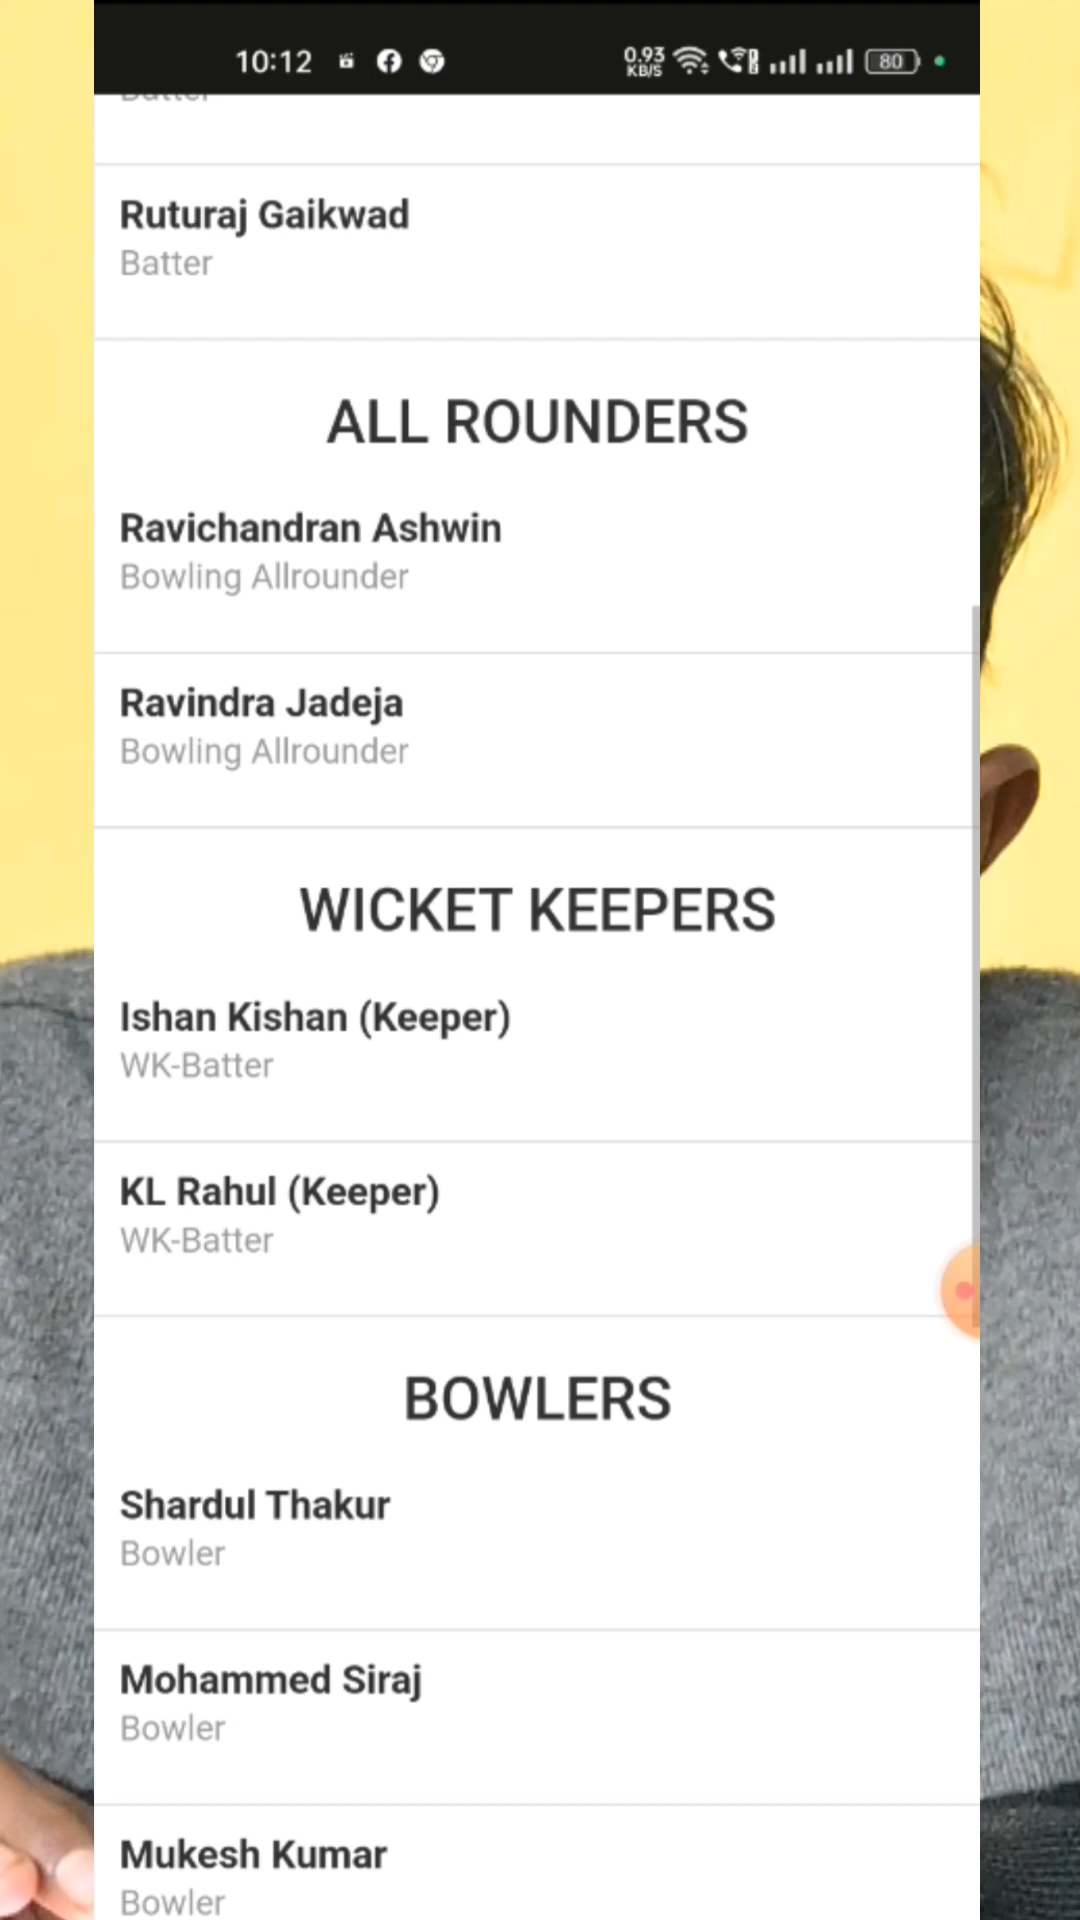 10:12
0.93
KB/S
80
Batter
Ruturaj Gaikwad
Batter
ALL ROUNDERS
Ravichandran Ashwin
Bowling Allrounder
Ravindra Jadeja
Bowling Allrounder
WICKET KEEPERS
Ishan Kishan (Keeper)
WK-Batter
KL Rahul (Keeper)
WK-Batter
BOWLERS
Shardul Thakur
Bowler
Mohammed Siraj
Bowler
Mukesh Kumar
Bowler